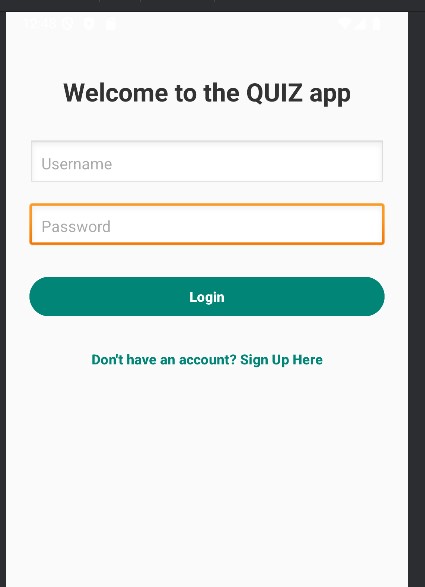 Welcome to the QUIZ app
Username
Password
Login
Don't have an account? Sign Up Here